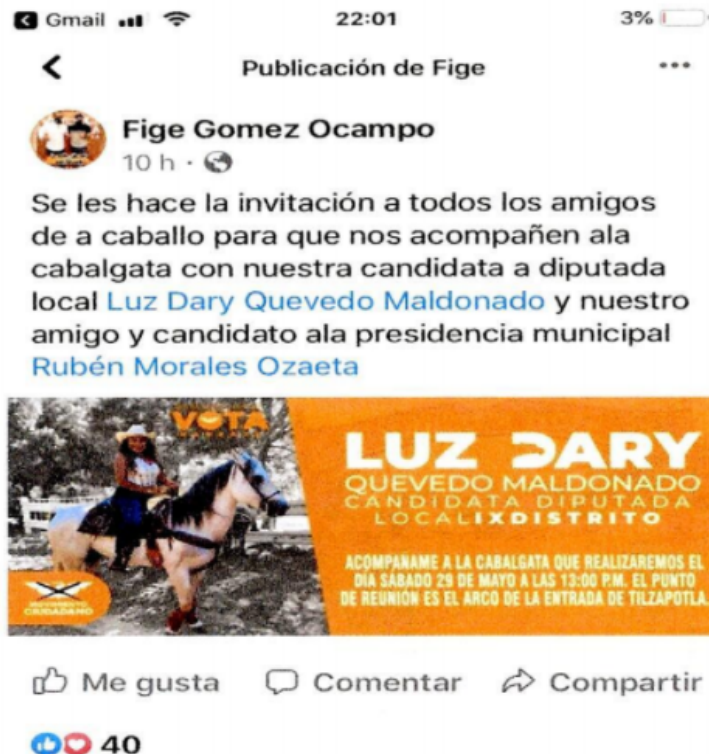 Gmail
22:01
3%
Publicación de Fige
Fige Gomez Ocampo
10 h ·
Se les hace la invitación a todos los amigos
de a caballo para que nos acompañen ala
cabalgata con nuestra candidata a diputada
local Luz Dary Quevedo Maldonado y nuestro
amigo y candidato ala presidencia municipal
Rubén Morales Ozaeta
VOTA
LUZ DARY
QUEVEDO MALDONADO
CANDIDATA DIPUTADA
LOCAL IX DISTRITO
ACOMPAÑAME A LA CABALGATA QUE REALIZAREMOS EL
DÍA SÁBADO 29 DE MAYO A LAS 13:00 P.M. EL PUNTO
DE REUNIÓN ES EL ARCO DE LA ENTRADA DE TILZAPOTLA.
MOVIMIENTO
CIUDADANO
Me gusta
Comentar
Compartir
40